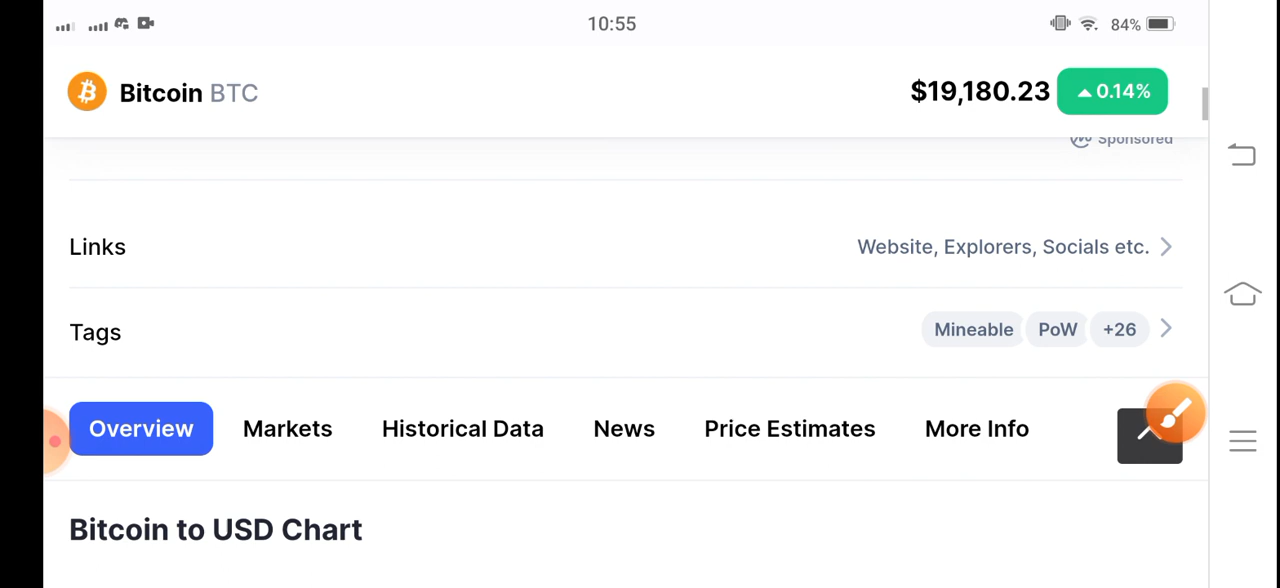 10:55
84%
Bitcoin BTC
$19,180.23
0.14%
Sponsored
Links
Website, Explorers, Socials etc.
Tags
Mineable PoW +26
Overview Markets Historical Data News Price Estimates More Info
Bitcoin to USD Chart